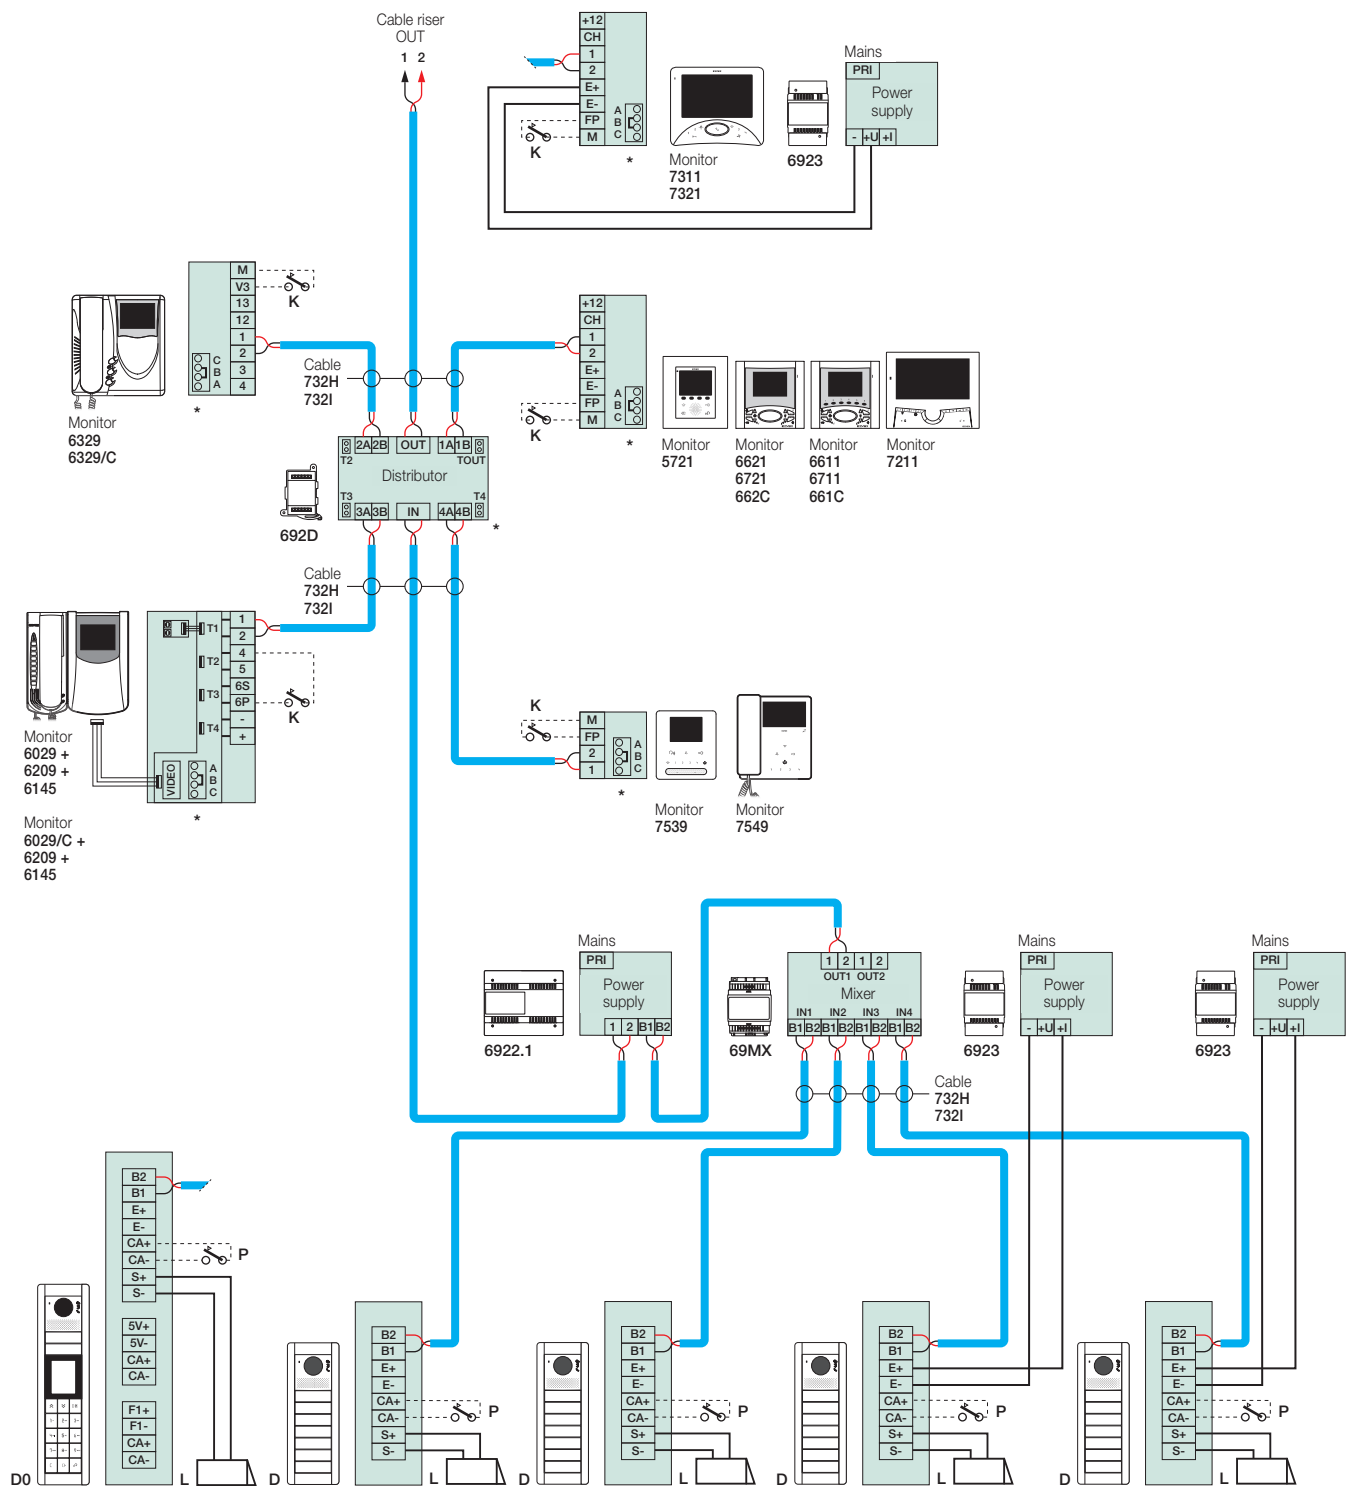 Cable riser
OUT
1 2
+12
CH
1
2
E+
E-
FP
M
A
B
C
*
K
Monitor
7311
7321
6923
Mains
PRI
Power
supply
- +U +I
M
V3
13
12
1
2
3
4
C
B
A
*
K
Monitor
6329
6329/C
Cable
732H
732I
+12
CH
1
2
E+
E-
FP
M
A
B
C
*
K
Monitor
5721
Monitor
6621
6721
662C
Monitor
6611
6711
661C
Monitor
7211
2A 2B OUT 1A 1B
T2 TOUT
Distributor
T3 T4
3A 3B IN 4A 4B
*
692D
Cable
732H
732I
T1
T2
T3
T4
1
2
4
5
6S
6P
-
+
K
VIDEO
A
B
C
*
Monitor
6029 +
6209 +
6145
Monitor
6029/C +
6209 +
6145
K
M
FP
2
1
A
B
C
*
Monitor
7539
Monitor
7549
Mains
PRI
Power
supply
1 2 B1 B2
6922.1
1 2 1 2
OUT1 OUT2
Mixer
IN1 IN2 IN3 IN4
B1 B2 B1 B2 B1 B2 B1 B2
69MX
Mains
PRI
Power
supply
- +U +I
6923
Mains
PRI
Power
supply
- +U +I
6923
Cable
732H
732I
B2
B1
E+
E-
CA+
CA-
S+
S-
5V+
5V-
CA+
CA-
F1+
F1-
CA+
CA-
P
D0
L
B2
B1
E+
E-
CA+
CA-
S+
S-
P
D
L
B2
B1
E+
E-
CA+
CA-
S+
S-
P
D
L
B2
B1
E+
E-
CA+
CA-
S+
S-
P
D
L
B2
B1
E+
E-
CA+
CA-
S+
S-
P
D
L